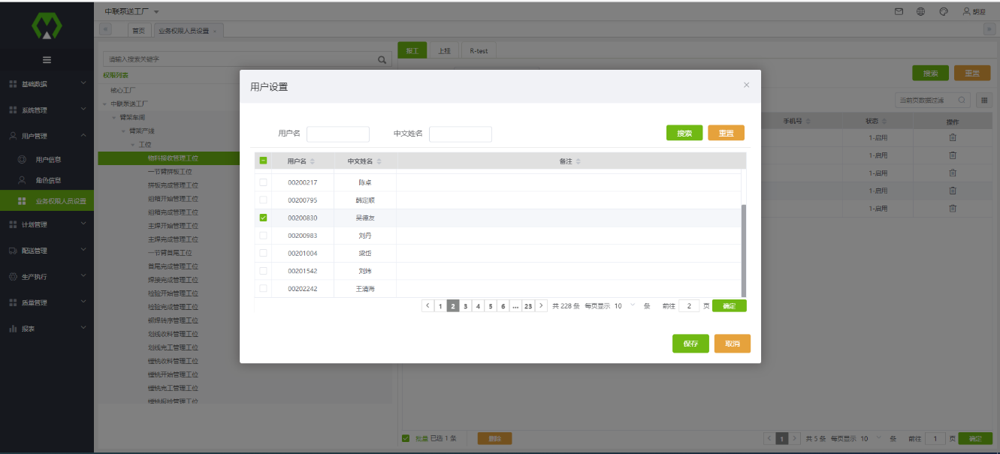 中联泵送工厂
胡迎
首页
业务权限人员设置
基础数据
系统管理
用户管理
用户信息
角色信息
业务权限人员设置
计划管理
配送管理
生产执行
质量管理
报表
请输入搜索关键字
权限列表
核心工厂
中联泵送工厂
臂架车间
臂架产线
工位
物料接收管理工位
一节臂拼板工位
拼板完成管理工位
组箱开始管理工位
组箱完成管理工位
主焊开始管理工位
主焊完成管理工位
一节臂首尾工位
首尾完成管理工位
焊接完成管理工位
检验开始管理工位
检验完成管理工位
铆焊转序管理工位
划线收料管理工位
划线完工管理工位
镗铣收料管理工位
镗铣开始管理工位
镗铣完工管理工位
镗铣报检管理工位
报工 上挂 R-test
搜索 重置
当前页数据过滤
手机号 状态 操作
1-启用
1-启用
1-启用
1-启用
1-启用
用户设置
用户名 中文姓名 搜索 重置
用户名 中文姓名 备注
00200217 陈卓
00200795 韩定顺
00200830 吴德友
00200983 刘丹
00201004 梁岱
00201542 刘炜
00202242 王清海
1 2 3 4 5 6 ... 23 共 228 条 每页显示 10 条 前往 2 页 确定
保存 取消
批量 已选 1 条 删除
1 共 5 条 每页显示 10 条 前往 1 页 确定